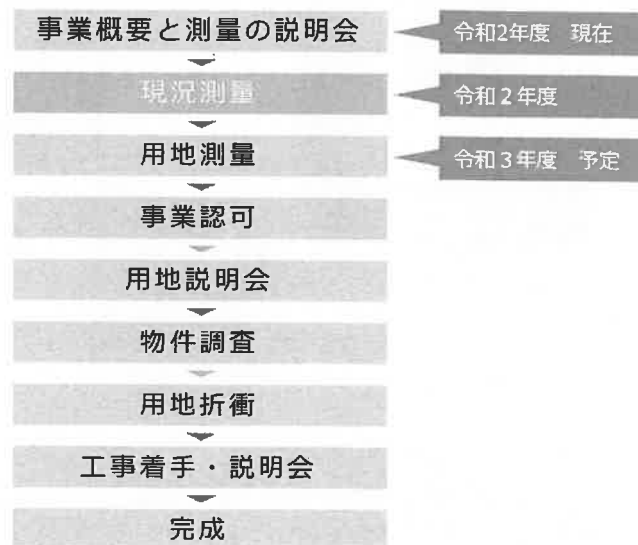 事業概要と測量の説明会
令和2年度 現在
現況測量
令和2年度
用地測量
令和3年度 予定
事業認可
用地説明会
物件調査
用地折衝
工事着手・説明会
完成